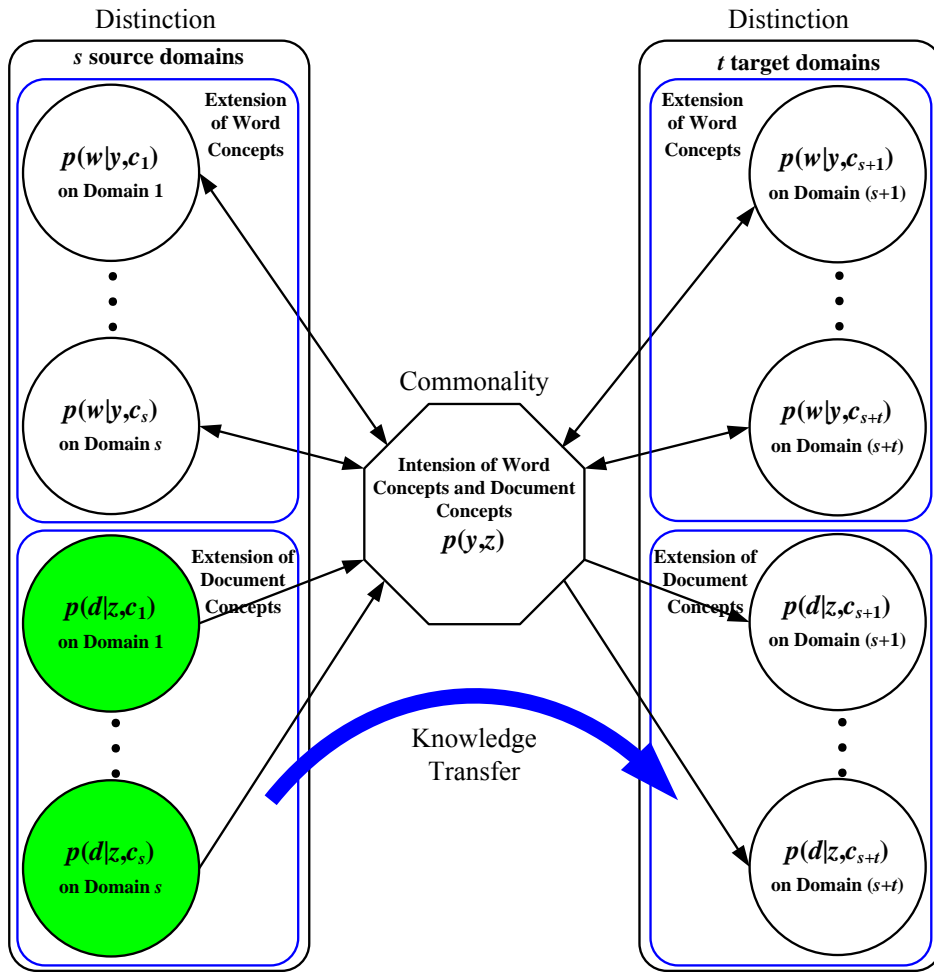 Distinction
s source domains
Extension
of Word
Concepts
p(w|y,c₁)
on Domain 1
p(w|y,cₛ)
on Domain s
Extension of
Document
Concepts
p(d|z,c₁)
on Domain 1
p(d|z,cₛ)
on Domain s
Commonality
Intension of Word
Concepts and Document
Concepts
p(y,z)
Knowledge
Transfer
Distinction
t target domains
Extension
of Word
Concepts
p(w|y,cₛ₊₁)
on Domain (s+1)
p(w|y,cₛ₊ₜ)
on Domain (s+t)
Extension of
Document
Concepts
p(d|z,cₛ₊₁)
on Domain (s+1)
p(d|z,cₛ₊ₜ)
on Domain (s+t)